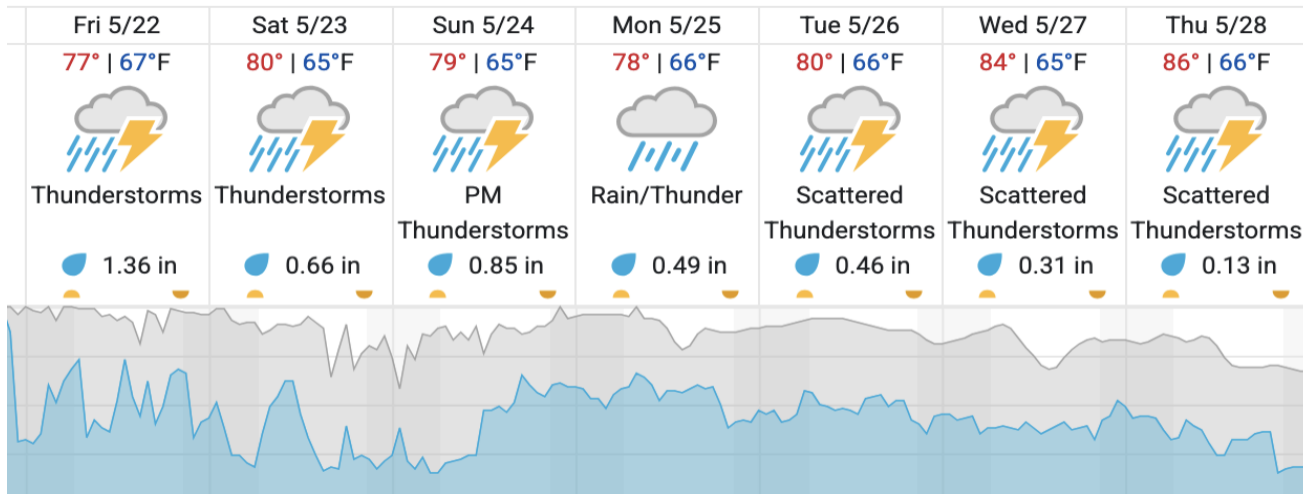 Fri 5/22 Sat 5/23 Sun 5/24 Mon 5/25 Tue 5/26 Wed 5/27 Thu 5/28
77° | 67°F 80° | 65°F 79° | 65°F 78° | 66°F 80° | 66°F 84° | 65°F 86° | 66°F
Thunderstorms Thunderstorms PM Rain/Thunder Scattered Scattered Scattered
Thunderstorms Thunderstorms Thunderstorms Thunderstorms
1.36 in 0.66 in 0.85 in 0.49 in 0.46 in 0.31 in 0.13 in